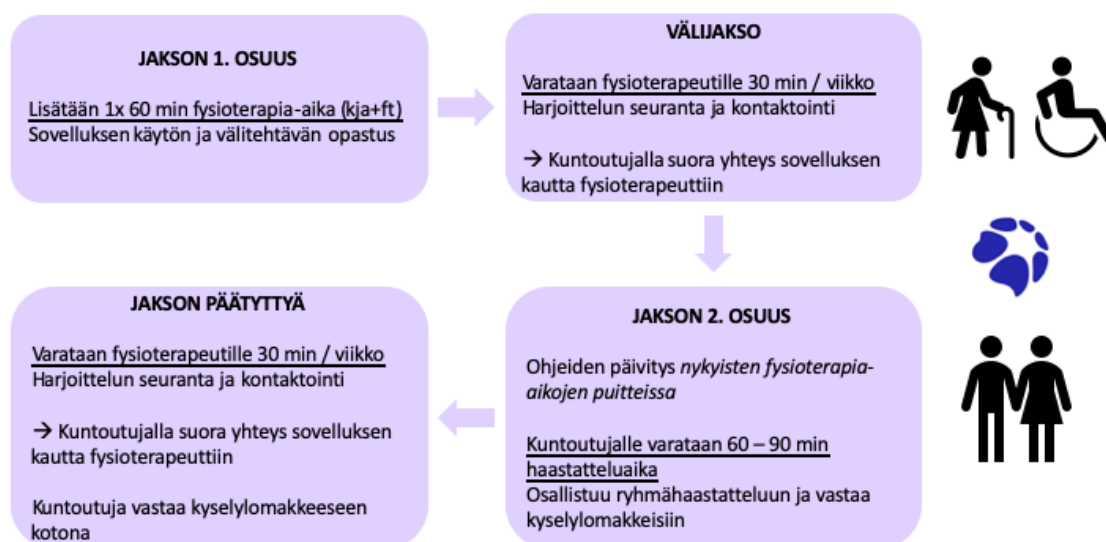 JAKSON 1. OSUUS
Lisätään 1x 60 min fysioterapia-aika (kja+ft)
Sovelluksen käytön ja välitehtävän opastus
VÄLIJAKSO
Varataan fysioterapeutille 30 min / viikko
Harjoittelun seuranta ja kontaktointi
→ Kuntoutujalla suora yhteys sovelluksen
kautta fysioterapeuttiin
JAKSON 2. OSUUS
Ohjeiden päivitys nykyisten fysioterapia-
aikojen puitteissa
Kuntoutujalle varataan 60 – 90 min
haastatteluaika
Osallistuu ryhmähaastatteluun ja vastaa
kyselylomakkeisiin
JAKSON PÄÄTYTTYÄ
Varataan fysioterapeutille 30 min / viikko
Harjoittelun seuranta ja kontaktointi
→ Kuntoutujalla suora yhteys sovelluksen
kautta fysioterapeuttiin
Kuntoutuja vastaa kyselylomakkeeseen
kotona